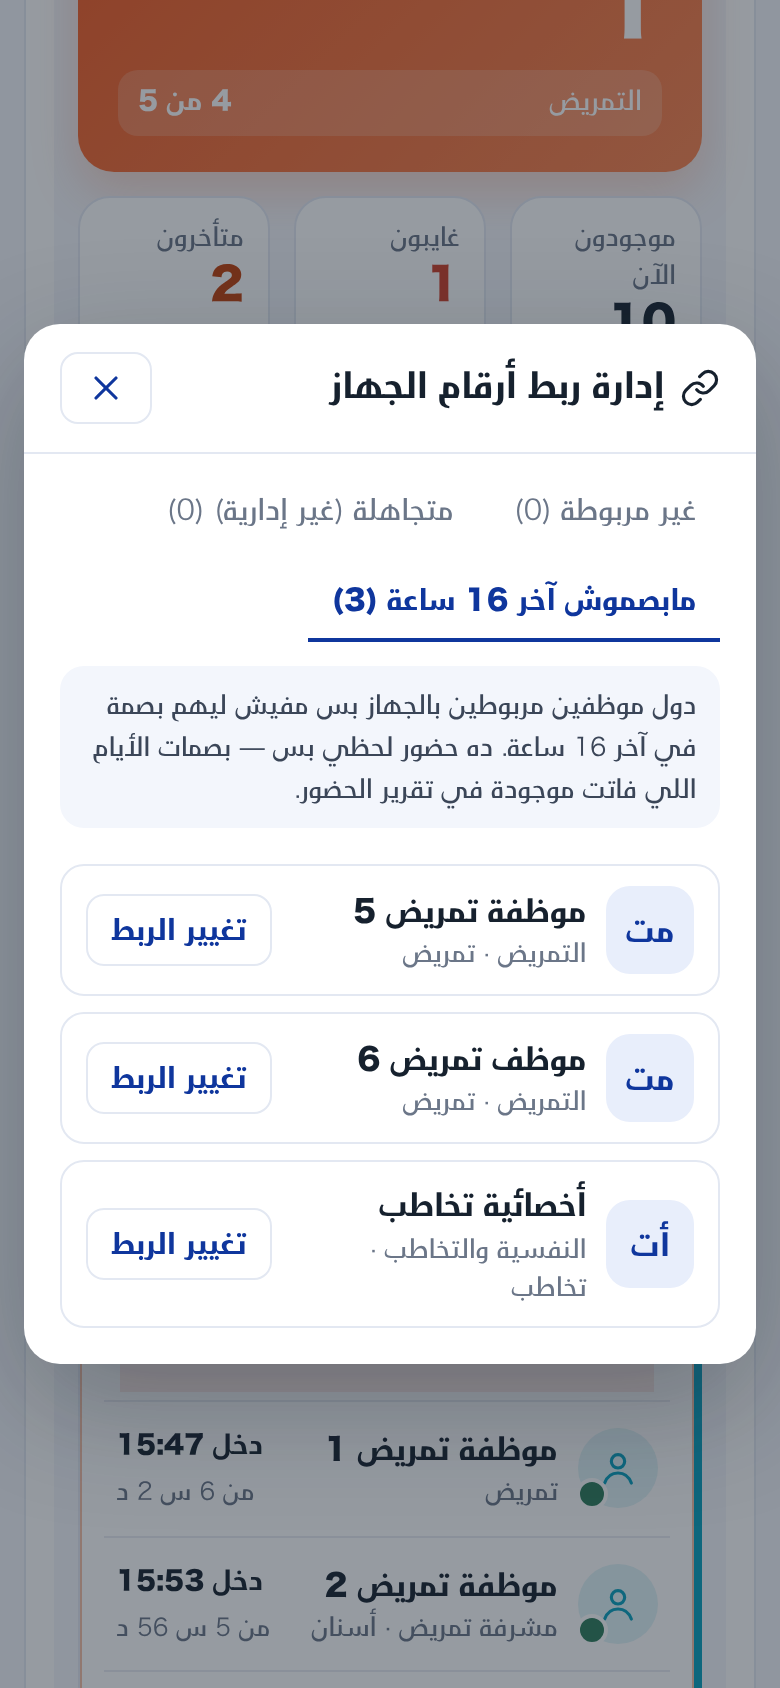 التمريض
4 من 5
موجودون
الآن
10
غايبون
1
متأخرون
2
إدارة ربط أرقام الجهاز
غير مربوطة (0)
متجاهلة (غير إدارية) (0)
مابصموش آخر 16 ساعة (3)
دول موظفين مربوطين بالجهاز بس مفيش ليهم بصمة
في آخر 16 ساعة. ده حضور لحظي بس — بصمات الأيام
اللي فاتت موجودة في تقرير الحضور.
مت
موظفة تمريض 5
التمريض · تمريض
تغيير الربط
مت
موظف تمريض 6
التمريض · تمريض
تغيير الربط
أت
أخصائية تخاطب
النفسية والتخاطب ·
تخاطب
تغيير الربط
موظفة تمريض 1
تمريض
دخل 15:47
من 6 س 2 د
موظفة تمريض 2
مشرفة تمريض · أسنان
دخل 15:53
من 5 س 56 د